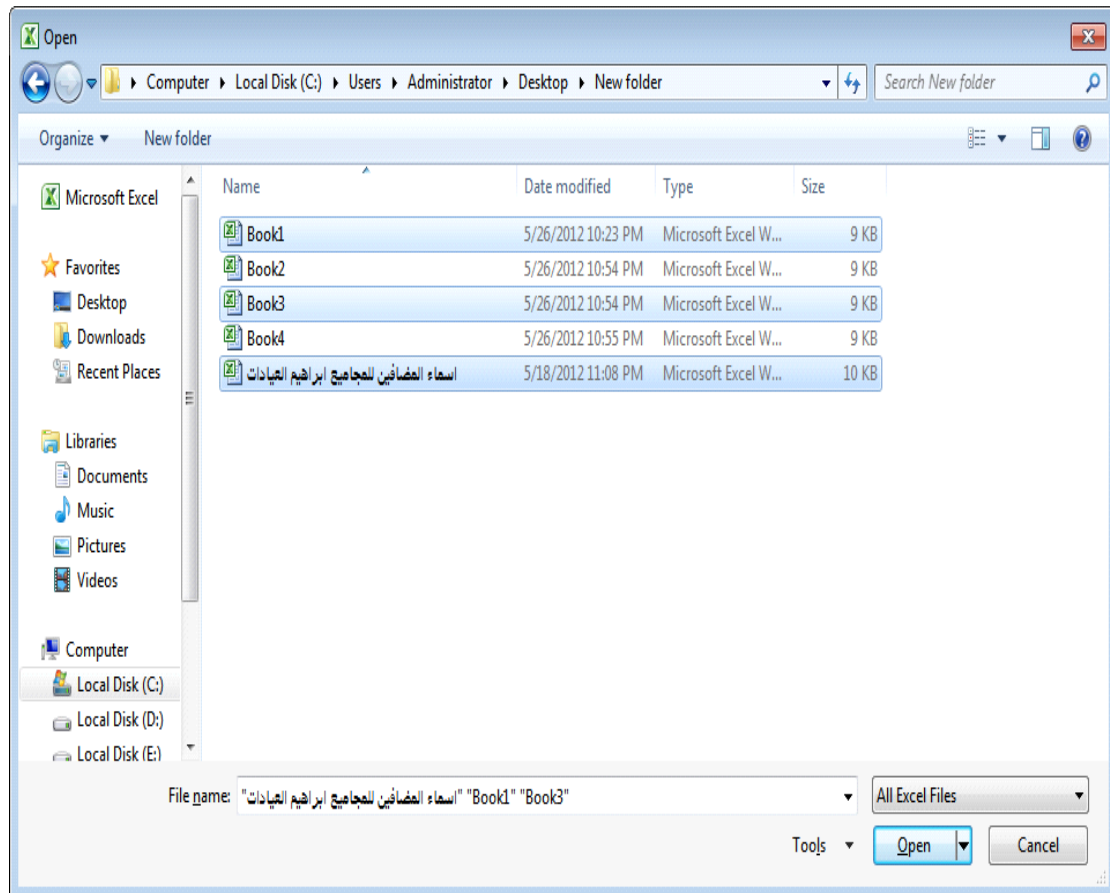 Open
Computer Local Disk (C:) Users Administrator Desktop New folder
Search New folder
Organize New folder
Microsoft Excel
Favorites
Desktop
Downloads
Recent Places
Libraries
Documents
Music
Pictures
Videos
Computer
Local Disk (C:)
Local Disk (D:)
Local Disk (E:)
Name Date modified Type Size
Book1 5/26/2012 10:23 PM Microsoft Excel W... 9 KB
Book2 5/26/2012 10:54 PM Microsoft Excel W... 9 KB
Book3 5/26/2012 10:54 PM Microsoft Excel W... 9 KB
Book4 5/26/2012 10:55 PM Microsoft Excel W... 9 KB
اسماء المضافين للمجاميع ابراهيم العيادات 5/18/2012 11:08 PM Microsoft Excel W... 10 KB
File name: "اسماء المضافين للمجاميع ابراهيم العيادات" "Book1" "Book3"
All Excel Files
Tools Open Cancel